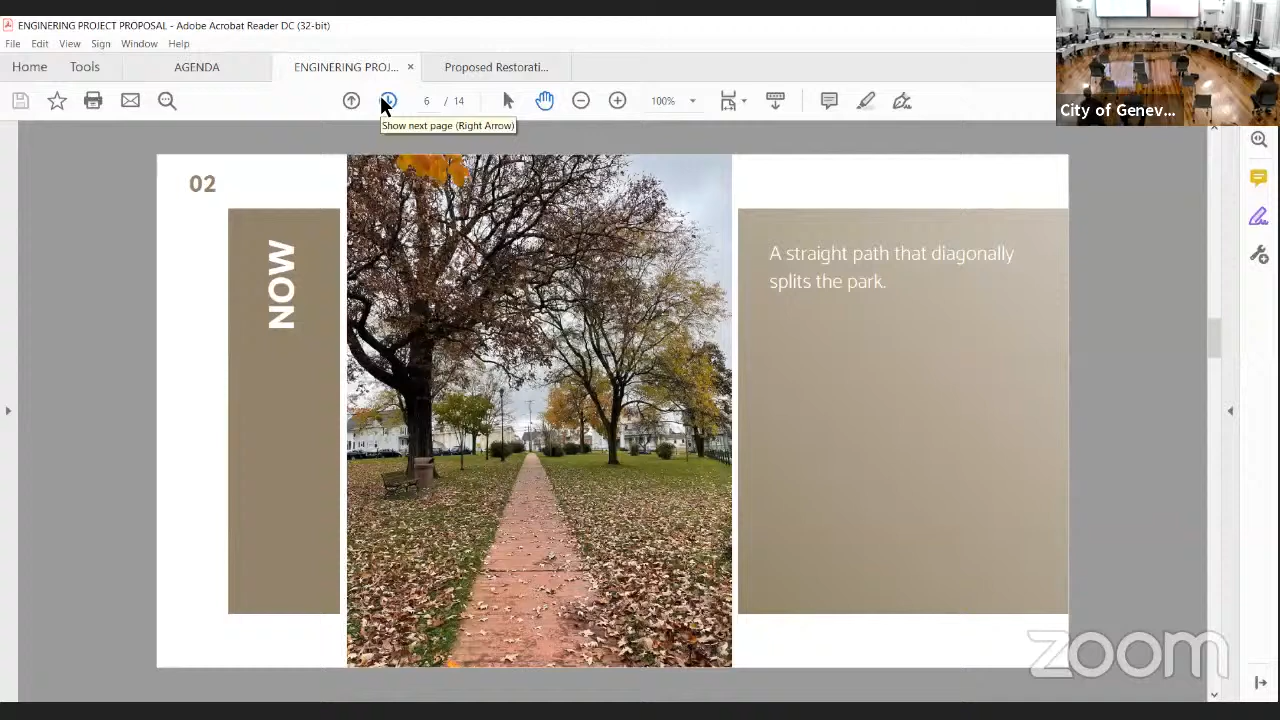 ENGINERING PROJECT PROPOSAL - Adobe Acrobat Reader DC (32-bit)
File Edit View Sign Window Help
Home Tools AGENDA ENGINERING PROJ... × Proposed Restorati...
6 / 14 100%
Show next page (Right Arrow)
City of Genev...
02
NOW
A straight path that diagonally
splits the park.
zoom